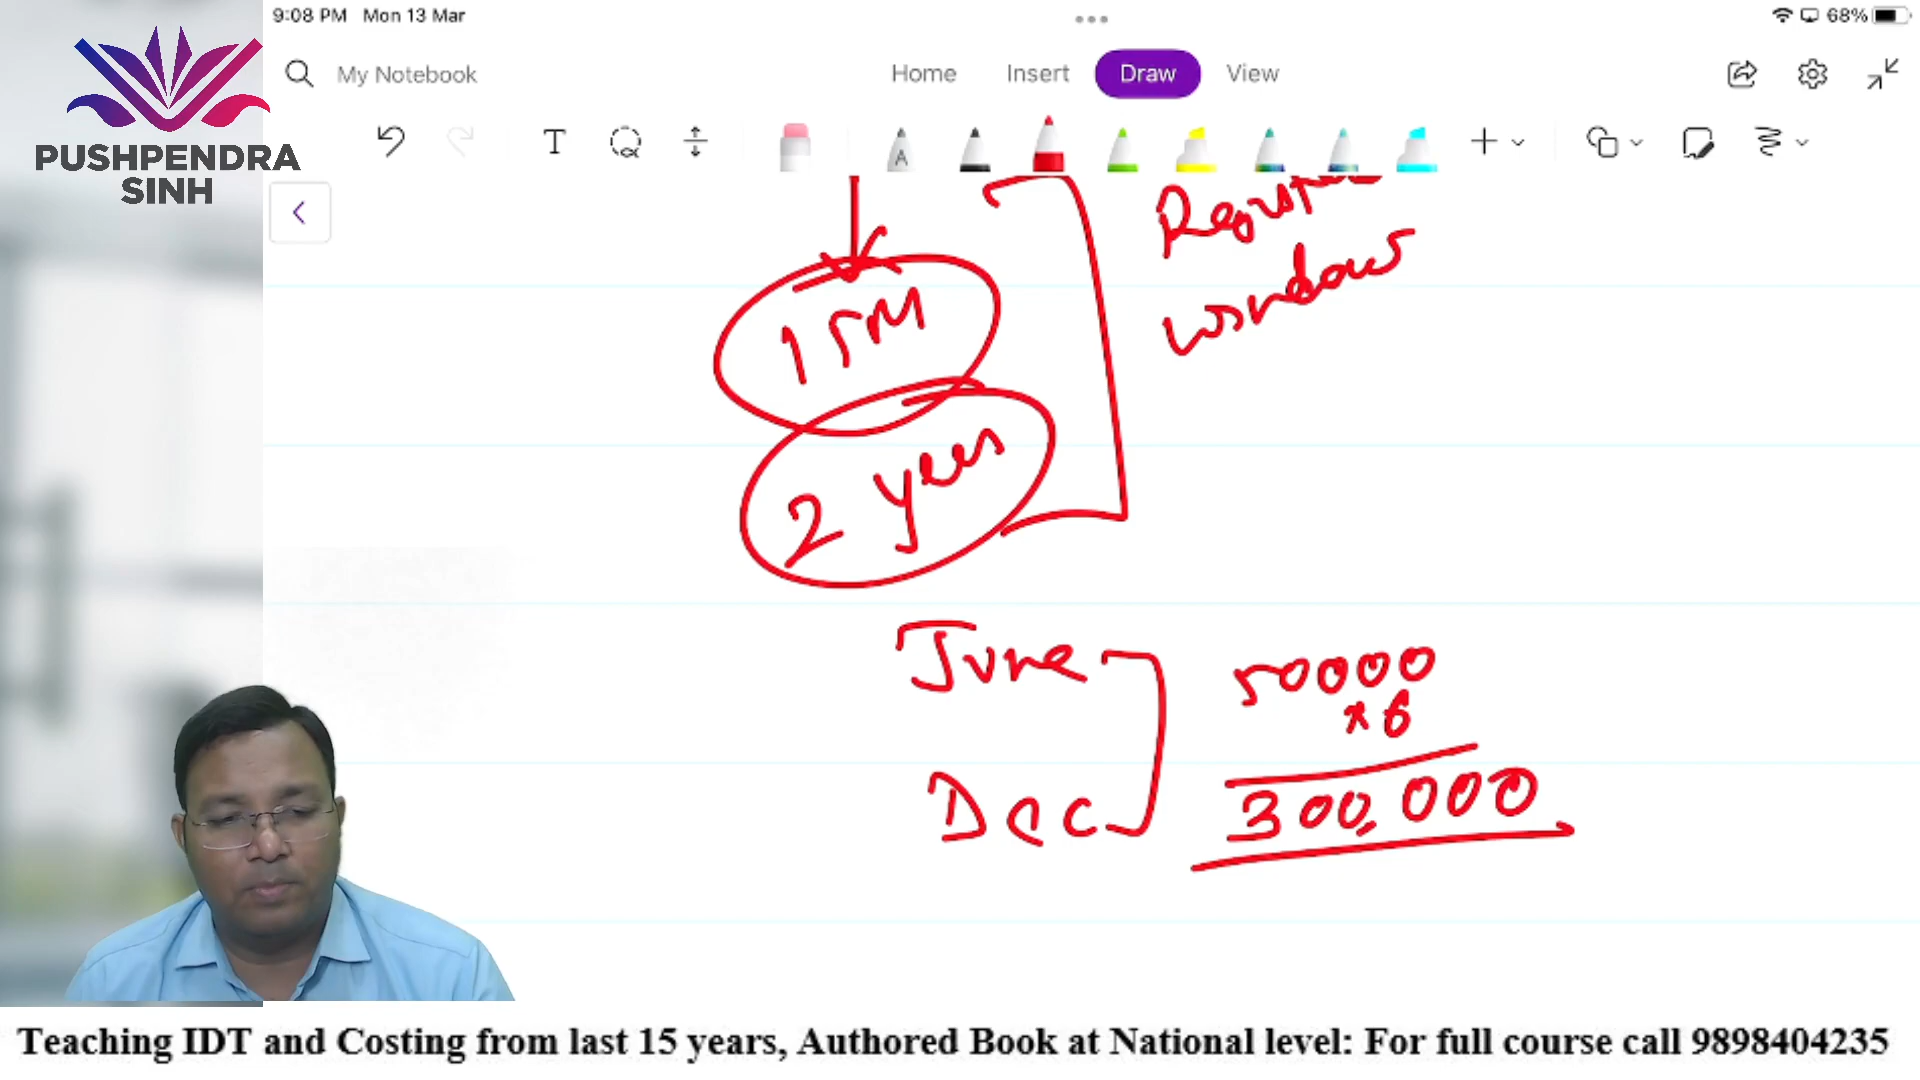 9:08 PM Mon 13 Mar
68%
PUSHPENDRA
SINH
My Notebook
Home Insert Draw View
T
A
window
15M
2 years
June
50000
x 6
Dec
300,000
Teaching IDT and Costing from last 15 years, Authored Book at National level: For full course call 9898404235